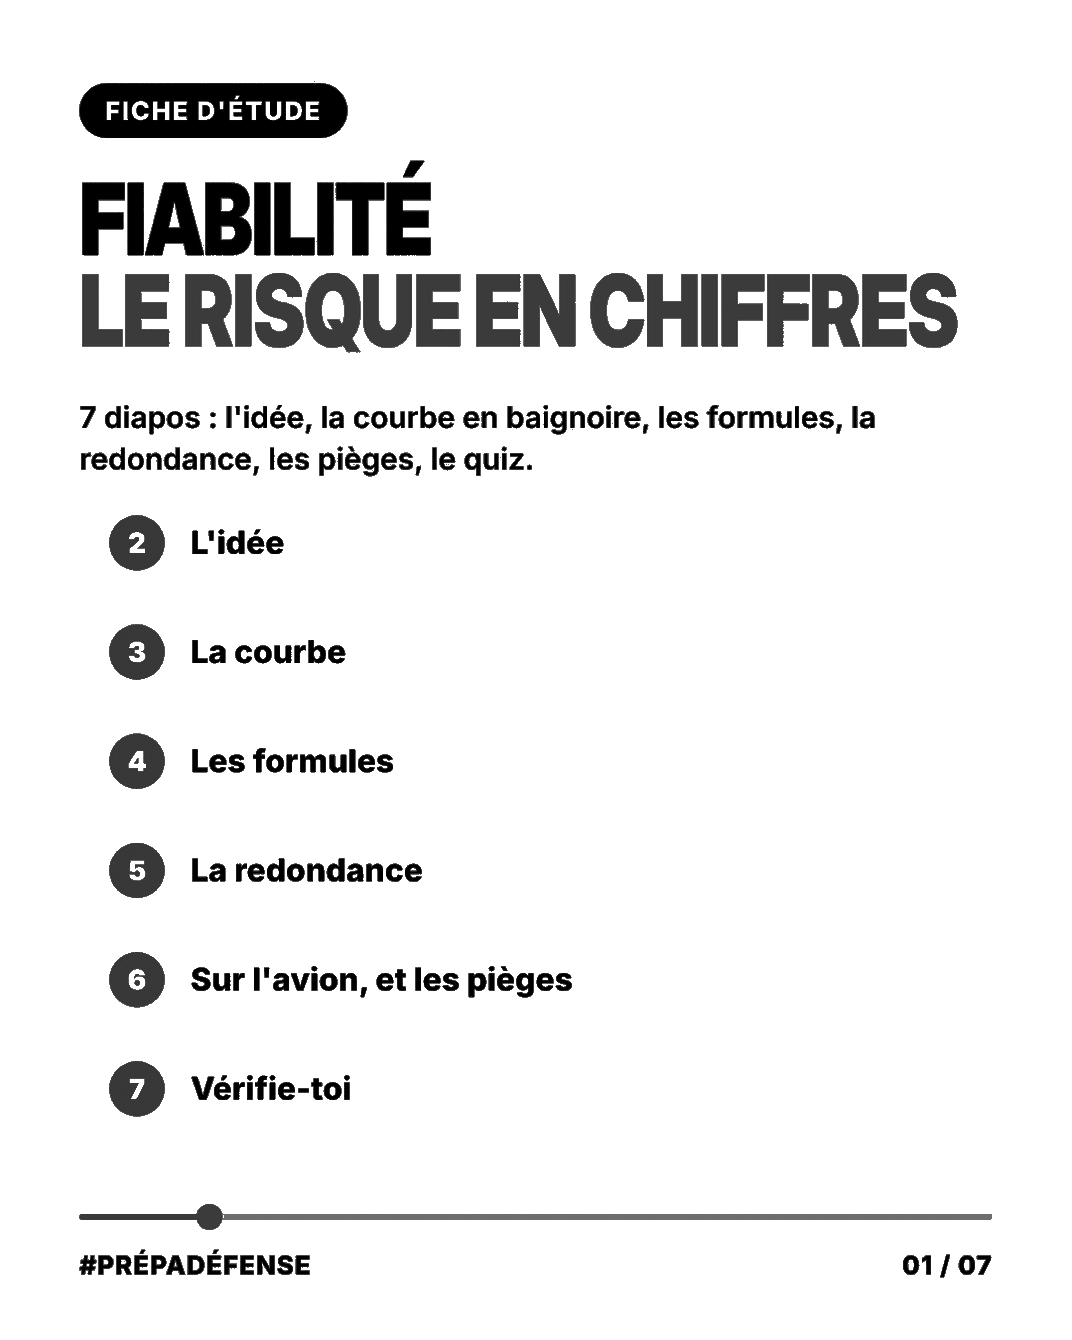 FICHE D'ÉTUDE
FIABILITÉ
LE RISQUE EN CHIFFRES
7 diapos : l'idée, la courbe en baignoire, les formules, la
redondance, les pièges, le quiz.
2 L'idée
3 La courbe
4 Les formules
5 La redondance
6 Sur l'avion, et les pièges
7 Vérifie-toi
#PRÉPADÉFENSE 01 / 07